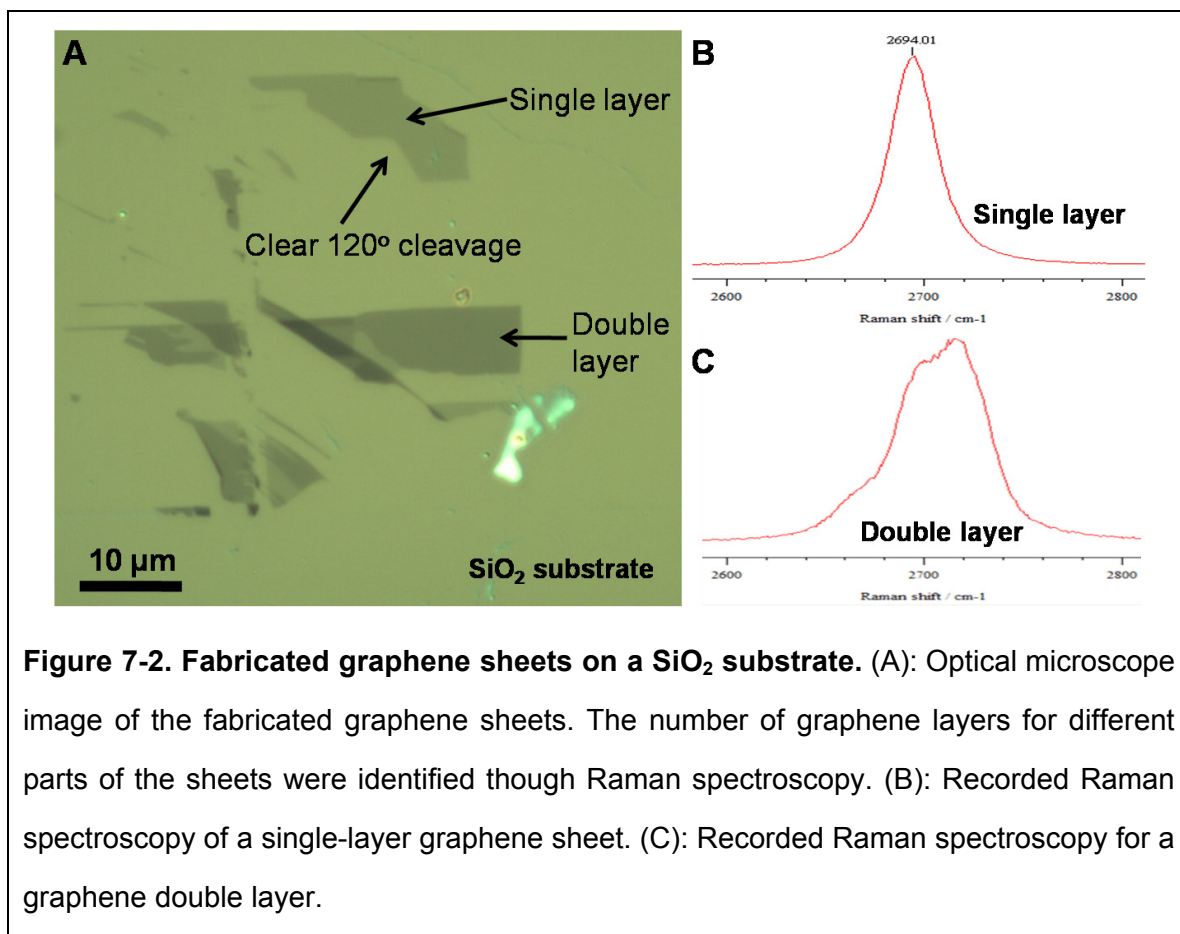 A
Single layer
Clear 120° cleavage
Double
layer
10 µm
SiO₂ substrate
B
2694.01
Single layer
2600 2700 2800
Raman shift / cm-1
C
Double layer
2600 2700 2800
Raman shift / cm-1
Figure 7-2. Fabricated graphene sheets on a SiO₂ substrate. (A): Optical microscope
image of the fabricated graphene sheets. The number of graphene layers for different
parts of the sheets were identified though Raman spectroscopy. (B): Recorded Raman
spectroscopy of a single-layer graphene sheet. (C): Recorded Raman spectroscopy for a
graphene double layer.